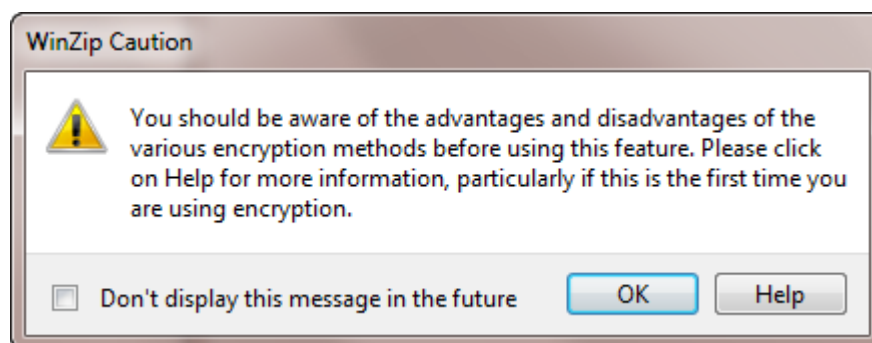 WinZip Caution
You should be aware of the advantages and disadvantages of the
various encryption methods before using this feature. Please click
on Help for more information, particularly if this is the first time you
are using encryption.
Don't display this message in the future
OK
Help